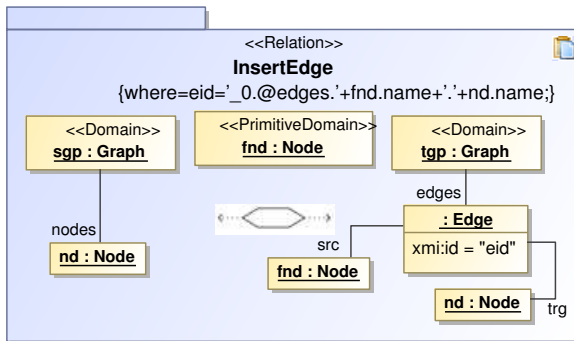 <<Relation>>
InsertEdge
{where=eid='_0.@edges.'+fnd.name+'.'+nd.name;}
<<Domain>>
sgp : Graph
<<PrimitiveDomain>>
fnd : Node
<<Domain>>
tgp : Graph
edges
: Edge
xmi:id = "eid"
nodes
nd : Node
src
fnd : Node
nd : Node
trg